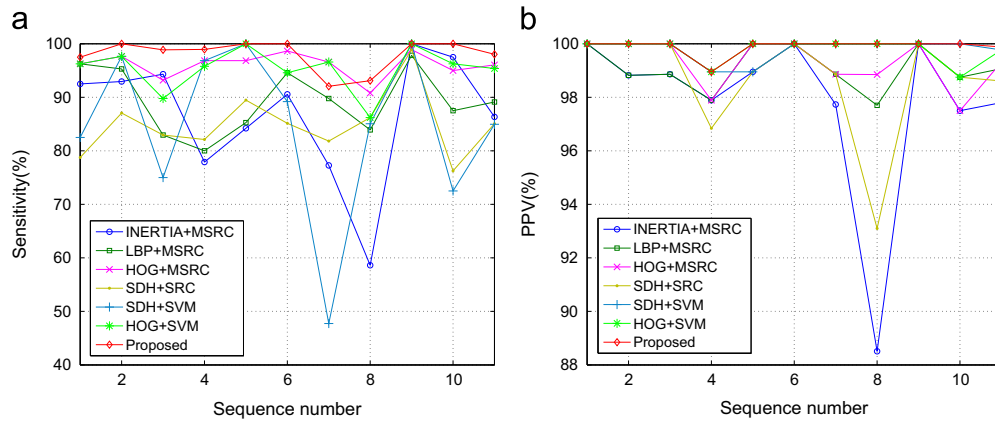 a
100
90
80
70
60
50
40
Sensitivity(%)
INERTIA+MSRC
LBP+MSRC
HOG+MSRC
SDH+SRC
SDH+SVM
HOG+SVM
Proposed
2 4 6 8 10
Sequence number
b
100
98
96
94
92
90
88
PPV(%)
INERTIA+MSRC
LBP+MSRC
HOG+MSRC
SDH+SRC
SDH+SVM
HOG+SVM
Proposed
2 4 6 8 10
Sequence number